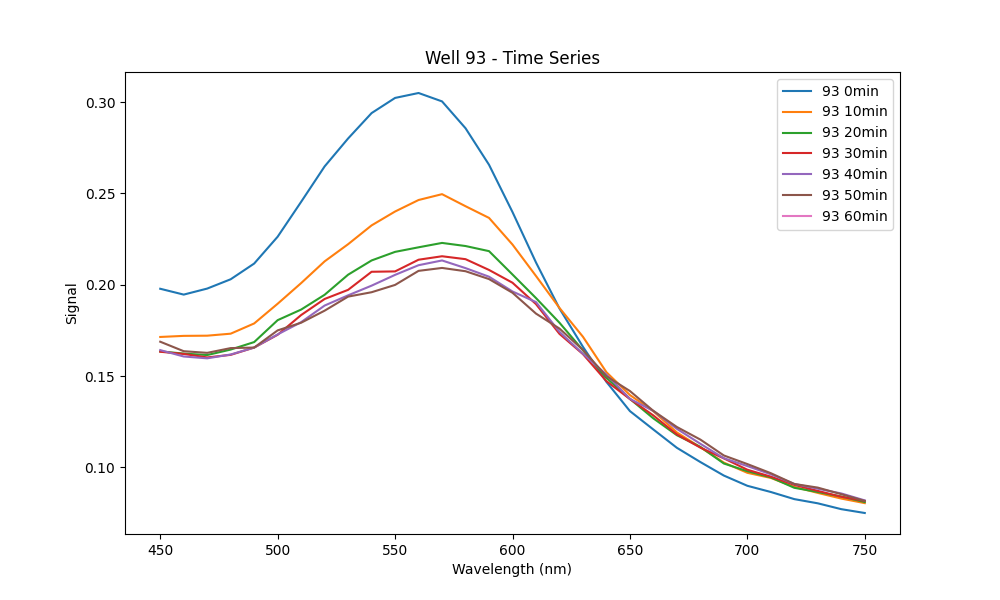 Well 93 - Time Series
93 0min
93 10min
93 20min
93 30min
93 40min
93 50min
93 60min
Signal
0.30
0.25
0.20
0.15
0.10
450 500 550 600 650 700 750
Wavelength (nm)